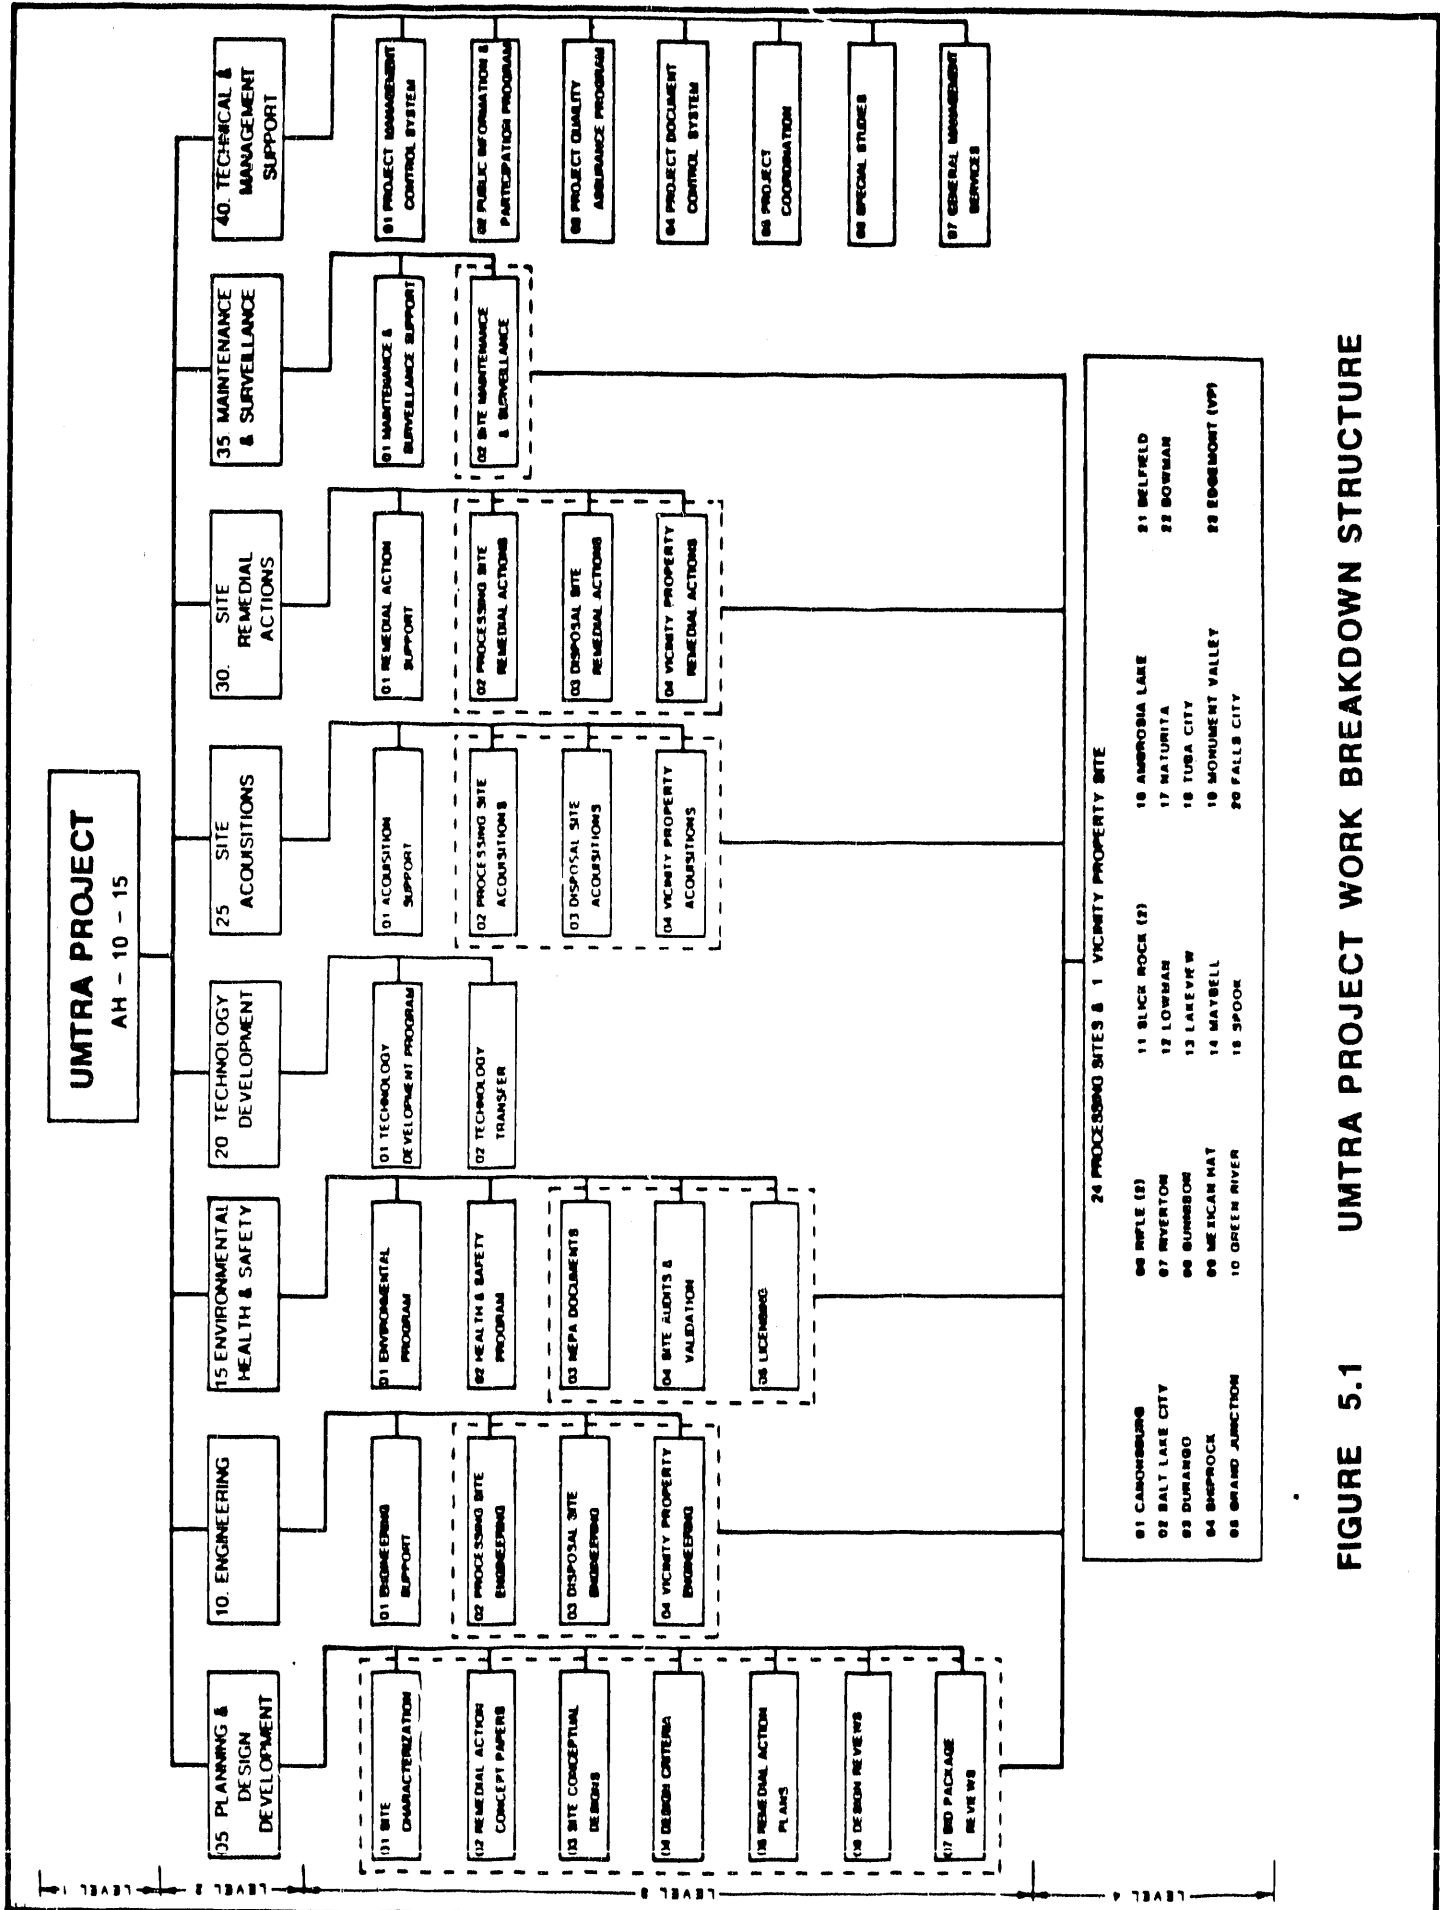 UMTRA PROJECT
AH - 10 - 15
LEVEL 1
LEVEL 2
LEVEL 3
LEVEL 4
05 PLANNING &
DESIGN
DEVELOPMENT
01 SITE
CHARACTERIZATION
02 REMEDIAL ACTION
CONCEPT PAPERS
03 SITE CONCEPTUAL
DESIGNS
04 DESIGN CRITERIA
05 REMEDIAL ACTION
PLANS
06 DESIGN REVIEWS
07 BID PACKAGE
REVIEWS
10. ENGINEERING
01 ENGINEERING
SUPPORT
02 PROCESSING SITE
ENGINEERING
03 DISPOSAL SITE
ENGINEERING
04 VICINITY PROPERTY
ENGINEERING
15 ENVIRONMENTAL
HEALTH & SAFETY
01 ENVIRONMENTAL
PROGRAM
02 HEALTH & SAFETY
PROGRAM
03 NEPA DOCUMENTS
04 SITE AUDITS &
VALIDATION
05 LICENSING
20 TECHNOLOGY
DEVELOPMENT
01 TECHNOLOGY
DEVELOPMENT PROGRAM
02 TECHNOLOGY
TRANSFER
25 SITE
ACQUISITIONS
01 ACQUISITION
SUPPORT
02 PROCESSING SITE
ACQUISITIONS
03 DISPOSAL SITE
ACQUISITIONS
04 VICINITY PROPERTY
ACQUISITIONS
30. SITE
REMEDIAL
ACTIONS
01 REMEDIAL ACTION
SUPPORT
02 PROCESSING SITE
REMEDIAL ACTIONS
03 DISPOSAL SITE
REMEDIAL ACTIONS
04 VICINITY PROPERTY
REMEDIAL ACTIONS
35. MAINTENANCE
& SURVEILLANCE
01 MAINTENANCE &
SURVEILLANCE SUPPORT
02 SITE MAINTENANCE
& SURVEILLANCE
40. TECHNICAL &
MANAGEMENT
SUPPORT
01 PROJECT MANAGEMENT
CONTROL SYSTEM
02 PUBLIC INFORMATION &
PARTICIPATION PROGRAM
03 PROJECT QUALITY
ASSURANCE PROGRAM
04 PROJECT DOCUMENT
CONTROL SYSTEM
05 PROJECT
COORDINATION
06 SPECIAL STUDIES
07 GENERAL MANAGEMENT
SERVICES
24 PROCESSING SITES & 1 VICINITY PROPERTY SITE
01 CANONSBURG
02 SALT LAKE CITY
03 DURANGO
04 SHIPROCK
05 GRAND JUNCTION
06 RIFLE (2)
07 RIVERTON
08 GUNNISON
09 MEXICAN HAT
10 GREEN RIVER
11 SLICK ROCK (2)
12 LOWMAN
13 LAKEVIEW
14 MAYBELL
15 SPOOK
16 AMBROSIA LAKE
17 NATURITA
18 TUBA CITY
19 MONUMENT VALLEY
20 FALLS CITY
21 BELFIELD
22 BOWMAN
23 EDGEMONT (VP)
FIGURE 5.1 UMTRA PROJECT WORK BREAKDOWN STRUCTURE